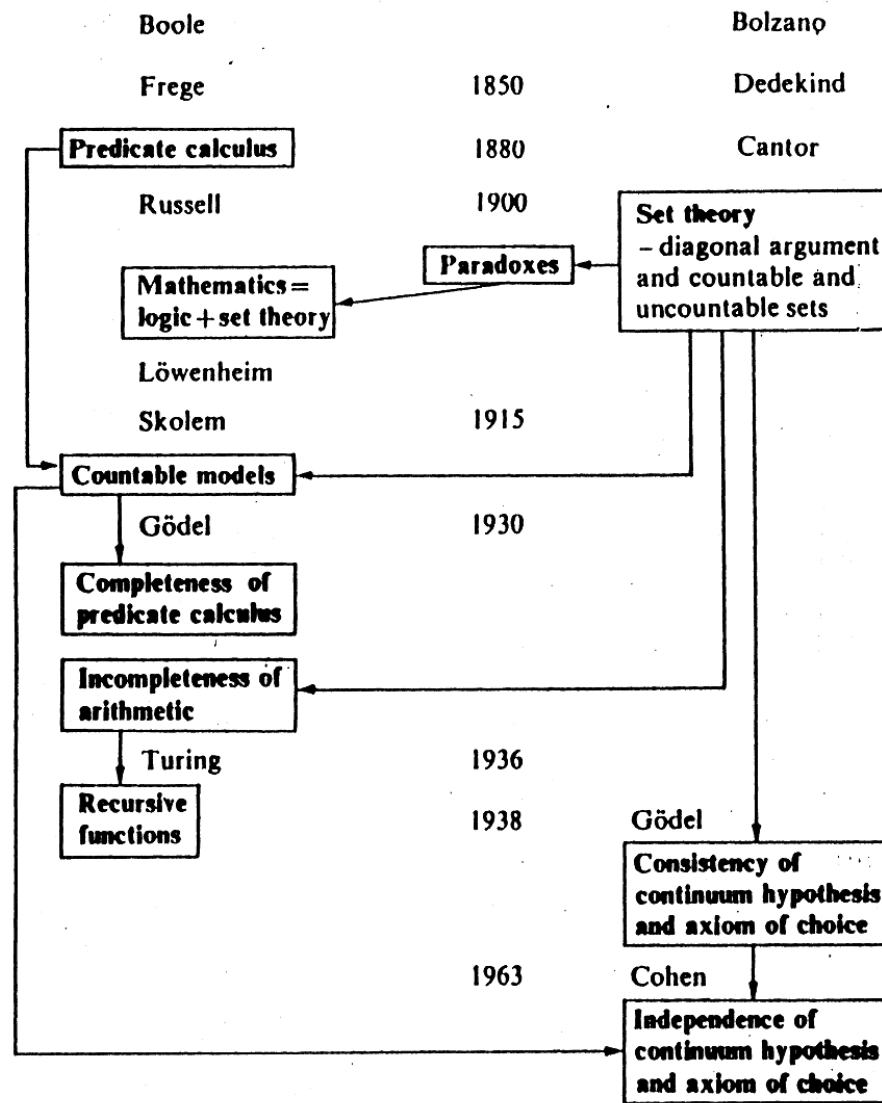 Boole
Bolzano
Frege
1850
Dedekind
Predicate calculus
1880
Cantor
Russell
1900
Set theory
– diagonal argument
and countable and
uncountable sets
Paradoxes
Mathematics =
logic + set theory
Löwenheim
Skolem
1915
Countable models
Gödel
1930
Completeness of
predicate calculus
Incompleteness of
arithmetic
Turing
1936
Recursive
functions
1938
Gödel
Consistency of
continuum hypothesis
and axiom of choice
1963
Cohen
Independence of
continuum hypothesis
and axiom of choice